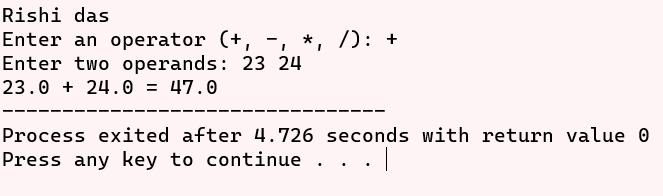 Rishi das
Enter an operator (+, -, *, /): +
Enter two operands: 23 24
23.0 + 24.0 = 47.0
--------------------------------
Process exited after 4.726 seconds with return value 0
Press any key to continue . . .